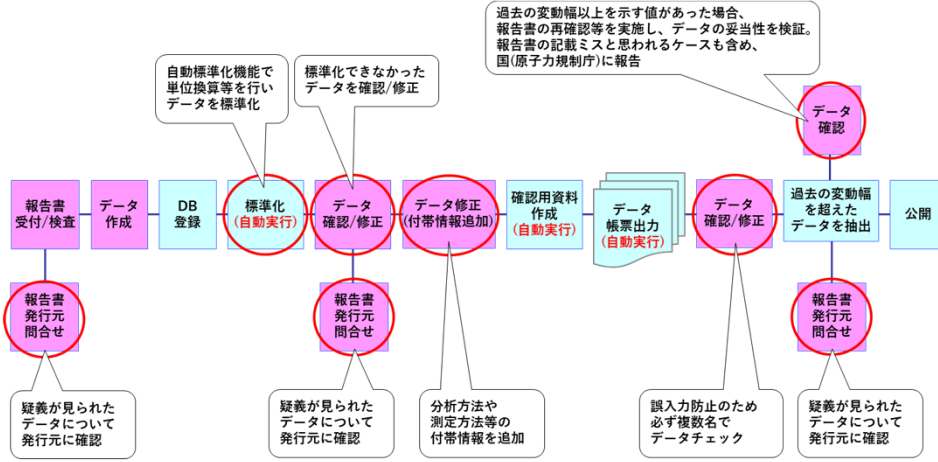 過去の変動幅以上を示す値があった場合、
報告書の再確認等を実施し、データの妥当性を検証。
報告書の記載ミスと思われるケースも含め、
国(原子力規制庁)に報告
自動標準化機能で
単位換算等を行い
データを標準化
標準化できなかった
データを確認/修正
データ
確認
報告書
受付/検査
データ
作成
DB
登録
標準化
(自動実行)
データ
確認/修正
データ修正
(付帯情報追加)
確認用資料
作成
(自動実行)
データ
帳票出力
(自動実行)
データ
確認/修正
過去の変動幅
を超えた
データを抽出
公開
報告書
発行元
問合せ
報告書
発行元
問合せ
報告書
発行元
問合せ
疑義が見られた
データについて
発行元に確認
疑義が見られた
データについて
発行元に確認
分析方法や
測定方法等の
付帯情報を追加
誤入力防止のため
必ず複数名で
データチェック
疑義が見られた
データについて
発行元に確認